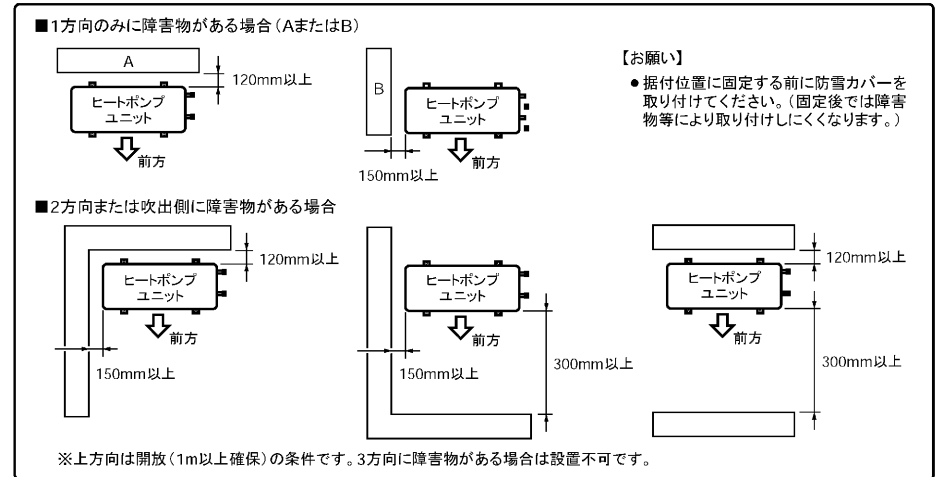 ■1方向のみに障害物がある場合（AまたはB）
A
120mm以上
ヒートポンプ
ユニット
前方
B
ヒートポンプ
ユニット
前方
150mm以上
【お願い】
●据付位置に固定する前に防雪カバーを
取り付けてください。（固定後では障害
物等により取り付けしにくくなります。）
■2方向または吹出側に障害物がある場合
120mm以上
ヒートポンプ
ユニット
前方
150mm以上
ヒートポンプ
ユニット
前方
150mm以上
300mm以上
120mm以上
ヒートポンプ
ユニット
前方
300mm以上
※上方向は開放（1m以上確保）の条件です。3方向に障害物がある場合は設置不可です。